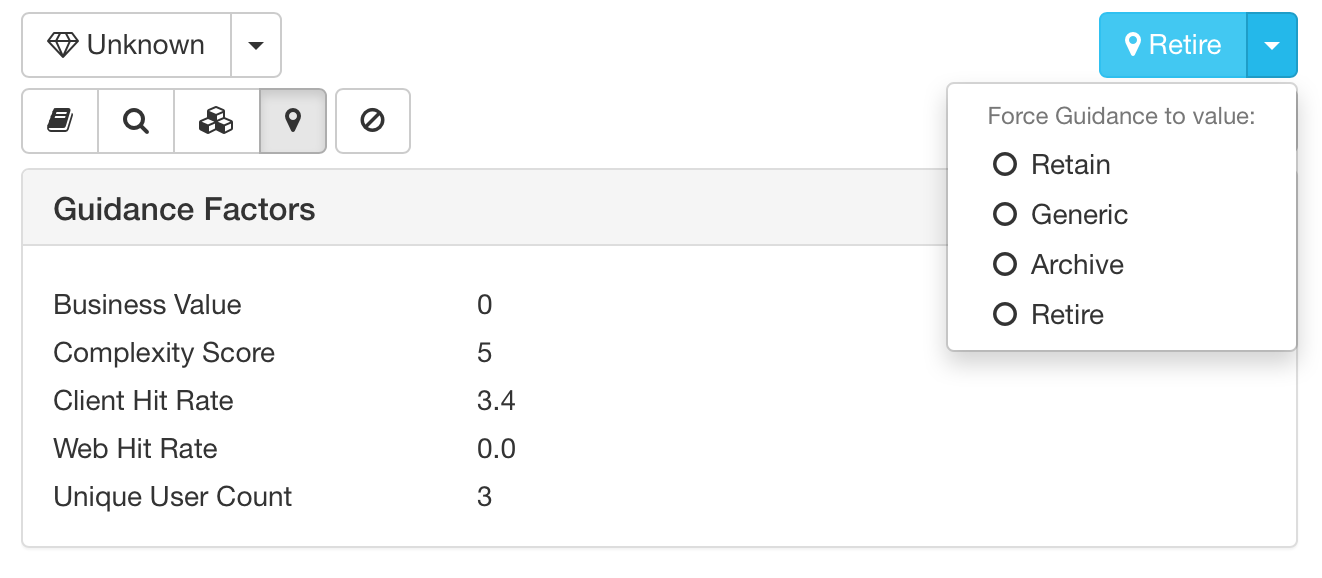 Unknown
Retire
Force Guidance to value:
Retain
Generic
Archive
Retire
Guidance Factors
Business Value 0
Complexity Score 5
Client Hit Rate 3.4
Web Hit Rate 0.0
Unique User Count 3